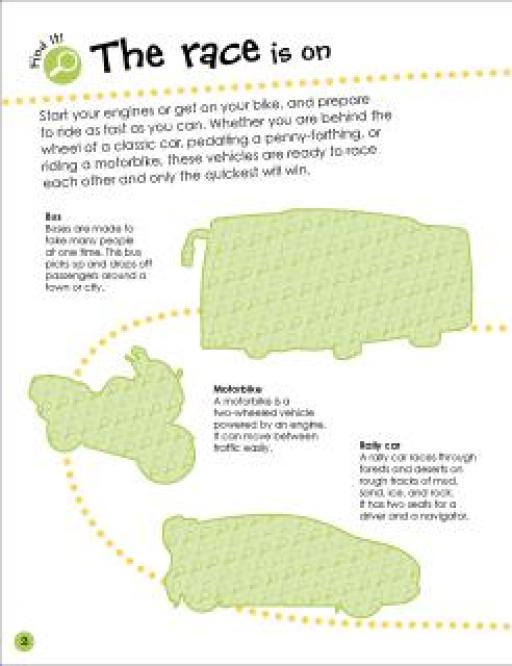 Find it!
The race is on
Start your engines or get on your bike, and prepare
to ride as fast as you can. Whether you are behind the
wheel of a classic car, pedalling a penny-farthing, or
riding a motorbike, these vehicles are ready to race
each other and only the quickest will win.
Bus
Buses are made to
take many people
at one time. This bus
picks up and drops off
passengers around a
town or city.
Motorbike
A motorbike is a
two-wheeled vehicle
powered by an engine.
It can move between
traffic easily.
Rally car
A rally car races through
forests and deserts on
rough tracks of mud,
sand, ice, and rock.
It has two seats for a
driver and a navigator.
2